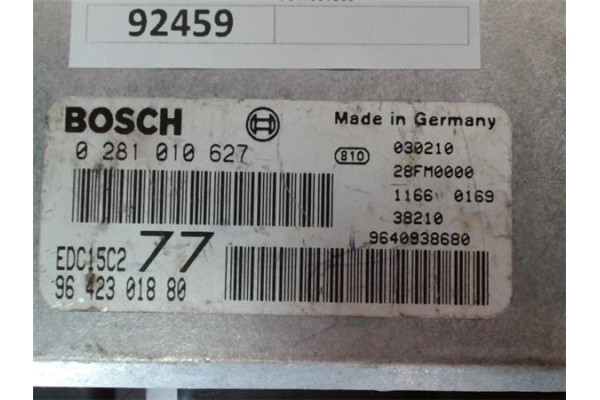 92459
BOSCH
Made in Germany
0 281 010 627
810
030210
28FM0000
1166 0169
38210
9640938680
EDC15C2
77
96 423 018 80